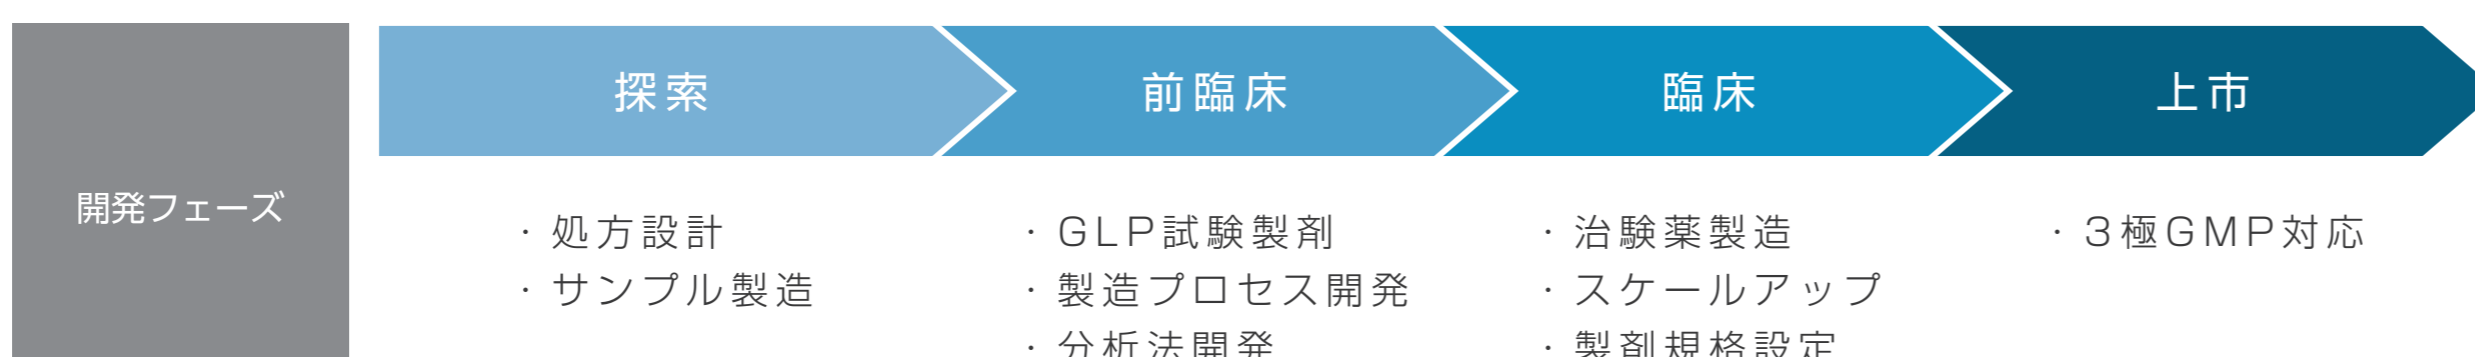 探索
前臨床
臨床
上市
開発フェーズ
・処方設計
・サンプル製造
・GLP試験製剤
・製造プロセス開発
・分析法開発
・治験薬製造
・スケールアップ
・製剤規格設定
・3極GMP対応